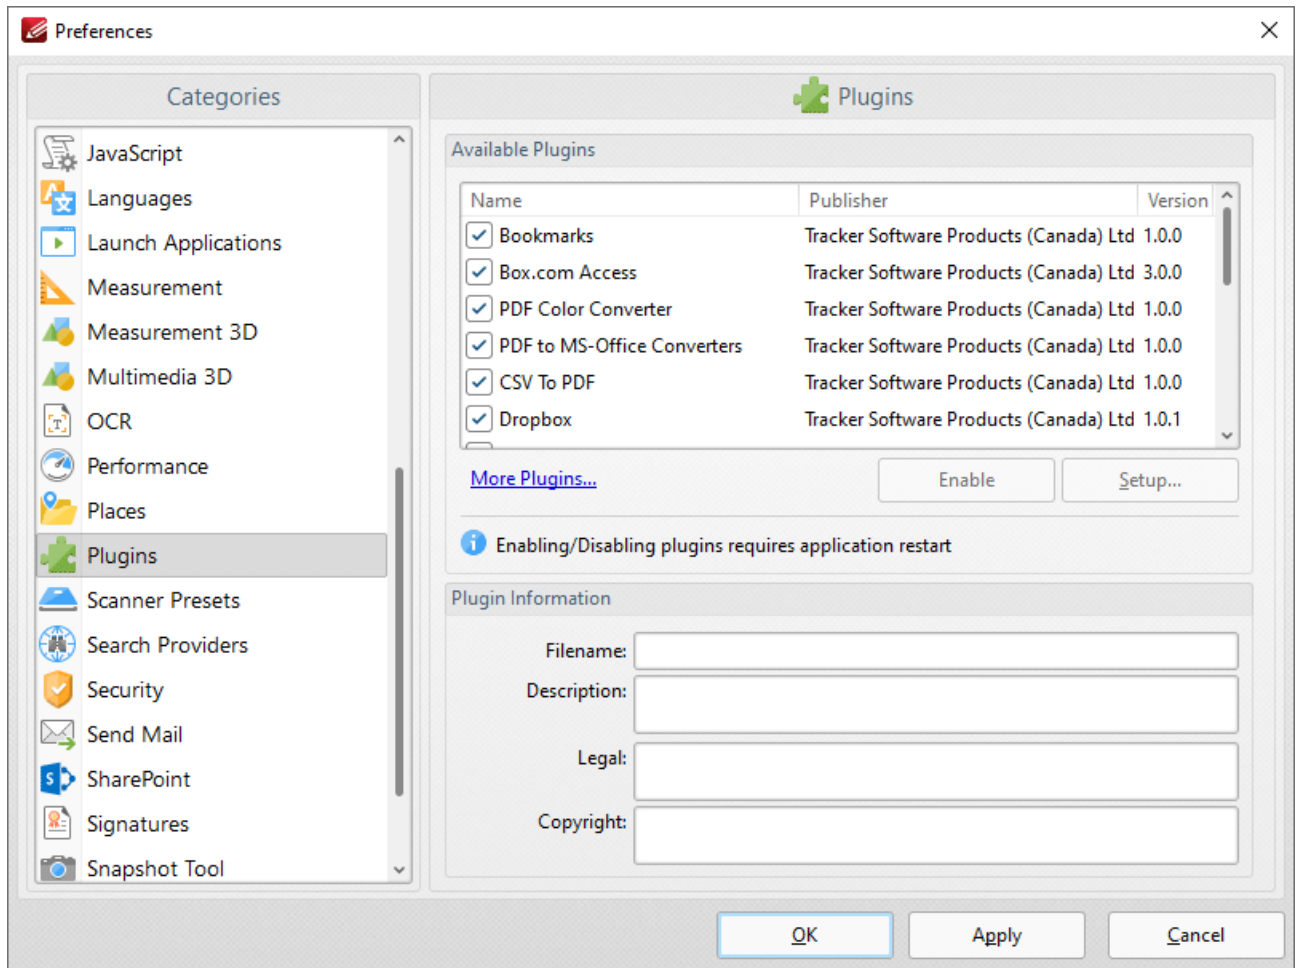 Preferences
Categories
JavaScript
Languages
Launch Applications
Measurement
Measurement 3D
Multimedia 3D
OCR
Performance
Places
Plugins
Scanner Presets
Search Providers
Security
Send Mail
SharePoint
Signatures
Snapshot Tool
Plugins
Available Plugins
Name Publisher Version
Bookmarks Tracker Software Products (Canada) Ltd 1.0.0
Box.com Access Tracker Software Products (Canada) Ltd 3.0.0
PDF Color Converter Tracker Software Products (Canada) Ltd 1.0.0
PDF to MS-Office Converters Tracker Software Products (Canada) Ltd 1.0.0
CSV To PDF Tracker Software Products (Canada) Ltd 1.0.0
Dropbox Tracker Software Products (Canada) Ltd 1.0.1
More Plugins... Enable Setup...
Enabling/Disabling plugins requires application restart
Plugin Information
Filename:
Description:
Legal:
Copyright:
OK Apply Cancel